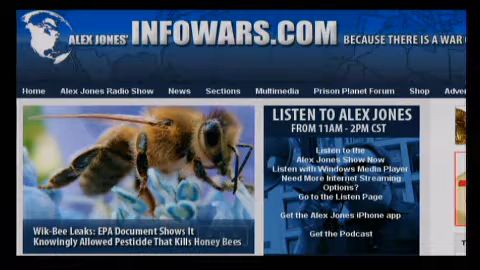 ALEX JONES' INFOWARS.COM BECAUSE THERE IS A WAR
Home Alex Jones Radio Show News Sections Multimedia Prison Planet Forum Shop
LISTEN TO ALEX JONES
FROM 11AM - 2PM CST
Listen to the
Alex Jones Show Now
Listen with Windows Media Player
Need More Internet Streaming
Options?
Go to the Listen Page
Get the Alex Jones iPhone app
Get the Podcast
Wik-Bee Leaks: EPA Document Shows It
Knowingly Allowed Pesticide That Kills Honey Bees